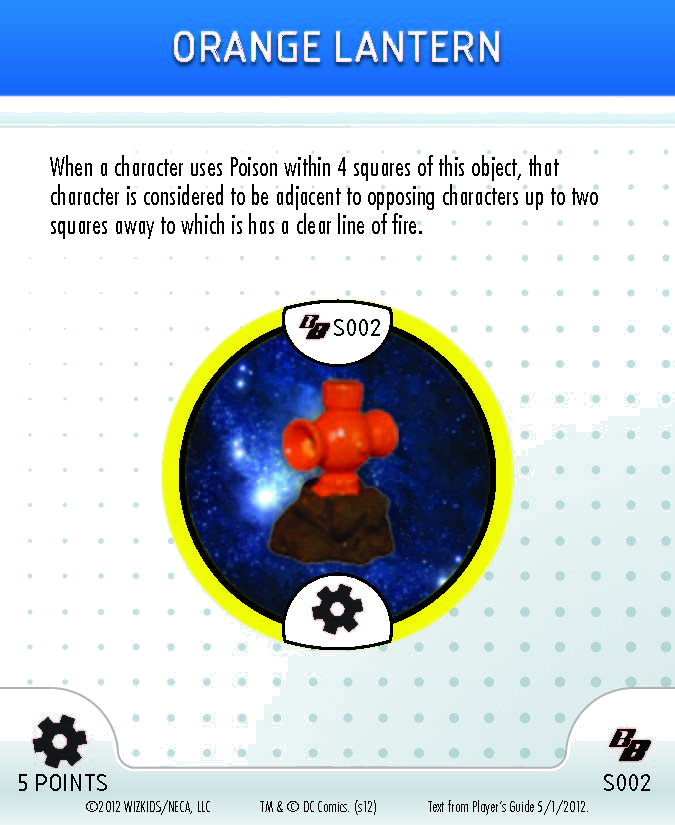 ORANGE LANTERN
When a character uses Poison within 4 squares of this object, that
character is considered to be adjacent to opposing characters up to two
squares away to which is has a clear line of fire.
BB S002
5 POINTS
BB
S002
©2012 WIZKIDS/NECA, LLC TM & © DC Comics. (s12) Text from Player's Guide 5/1/2012.